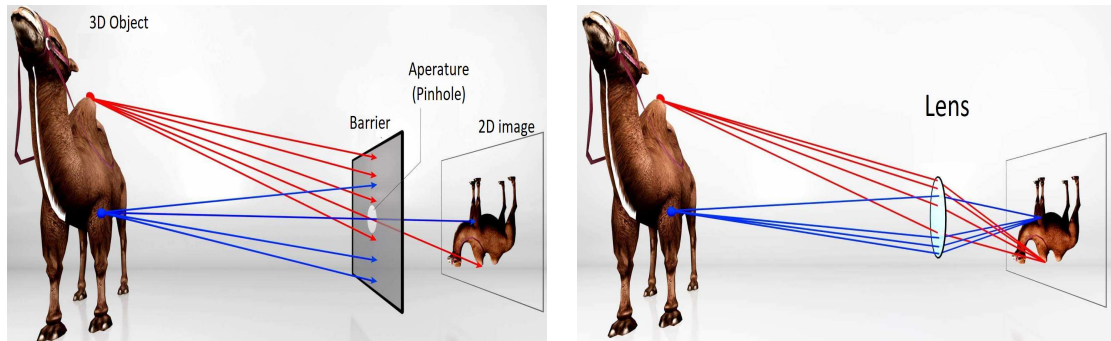 3D Object
Aperature
(Pinhole)
Barrier
2D image
Lens